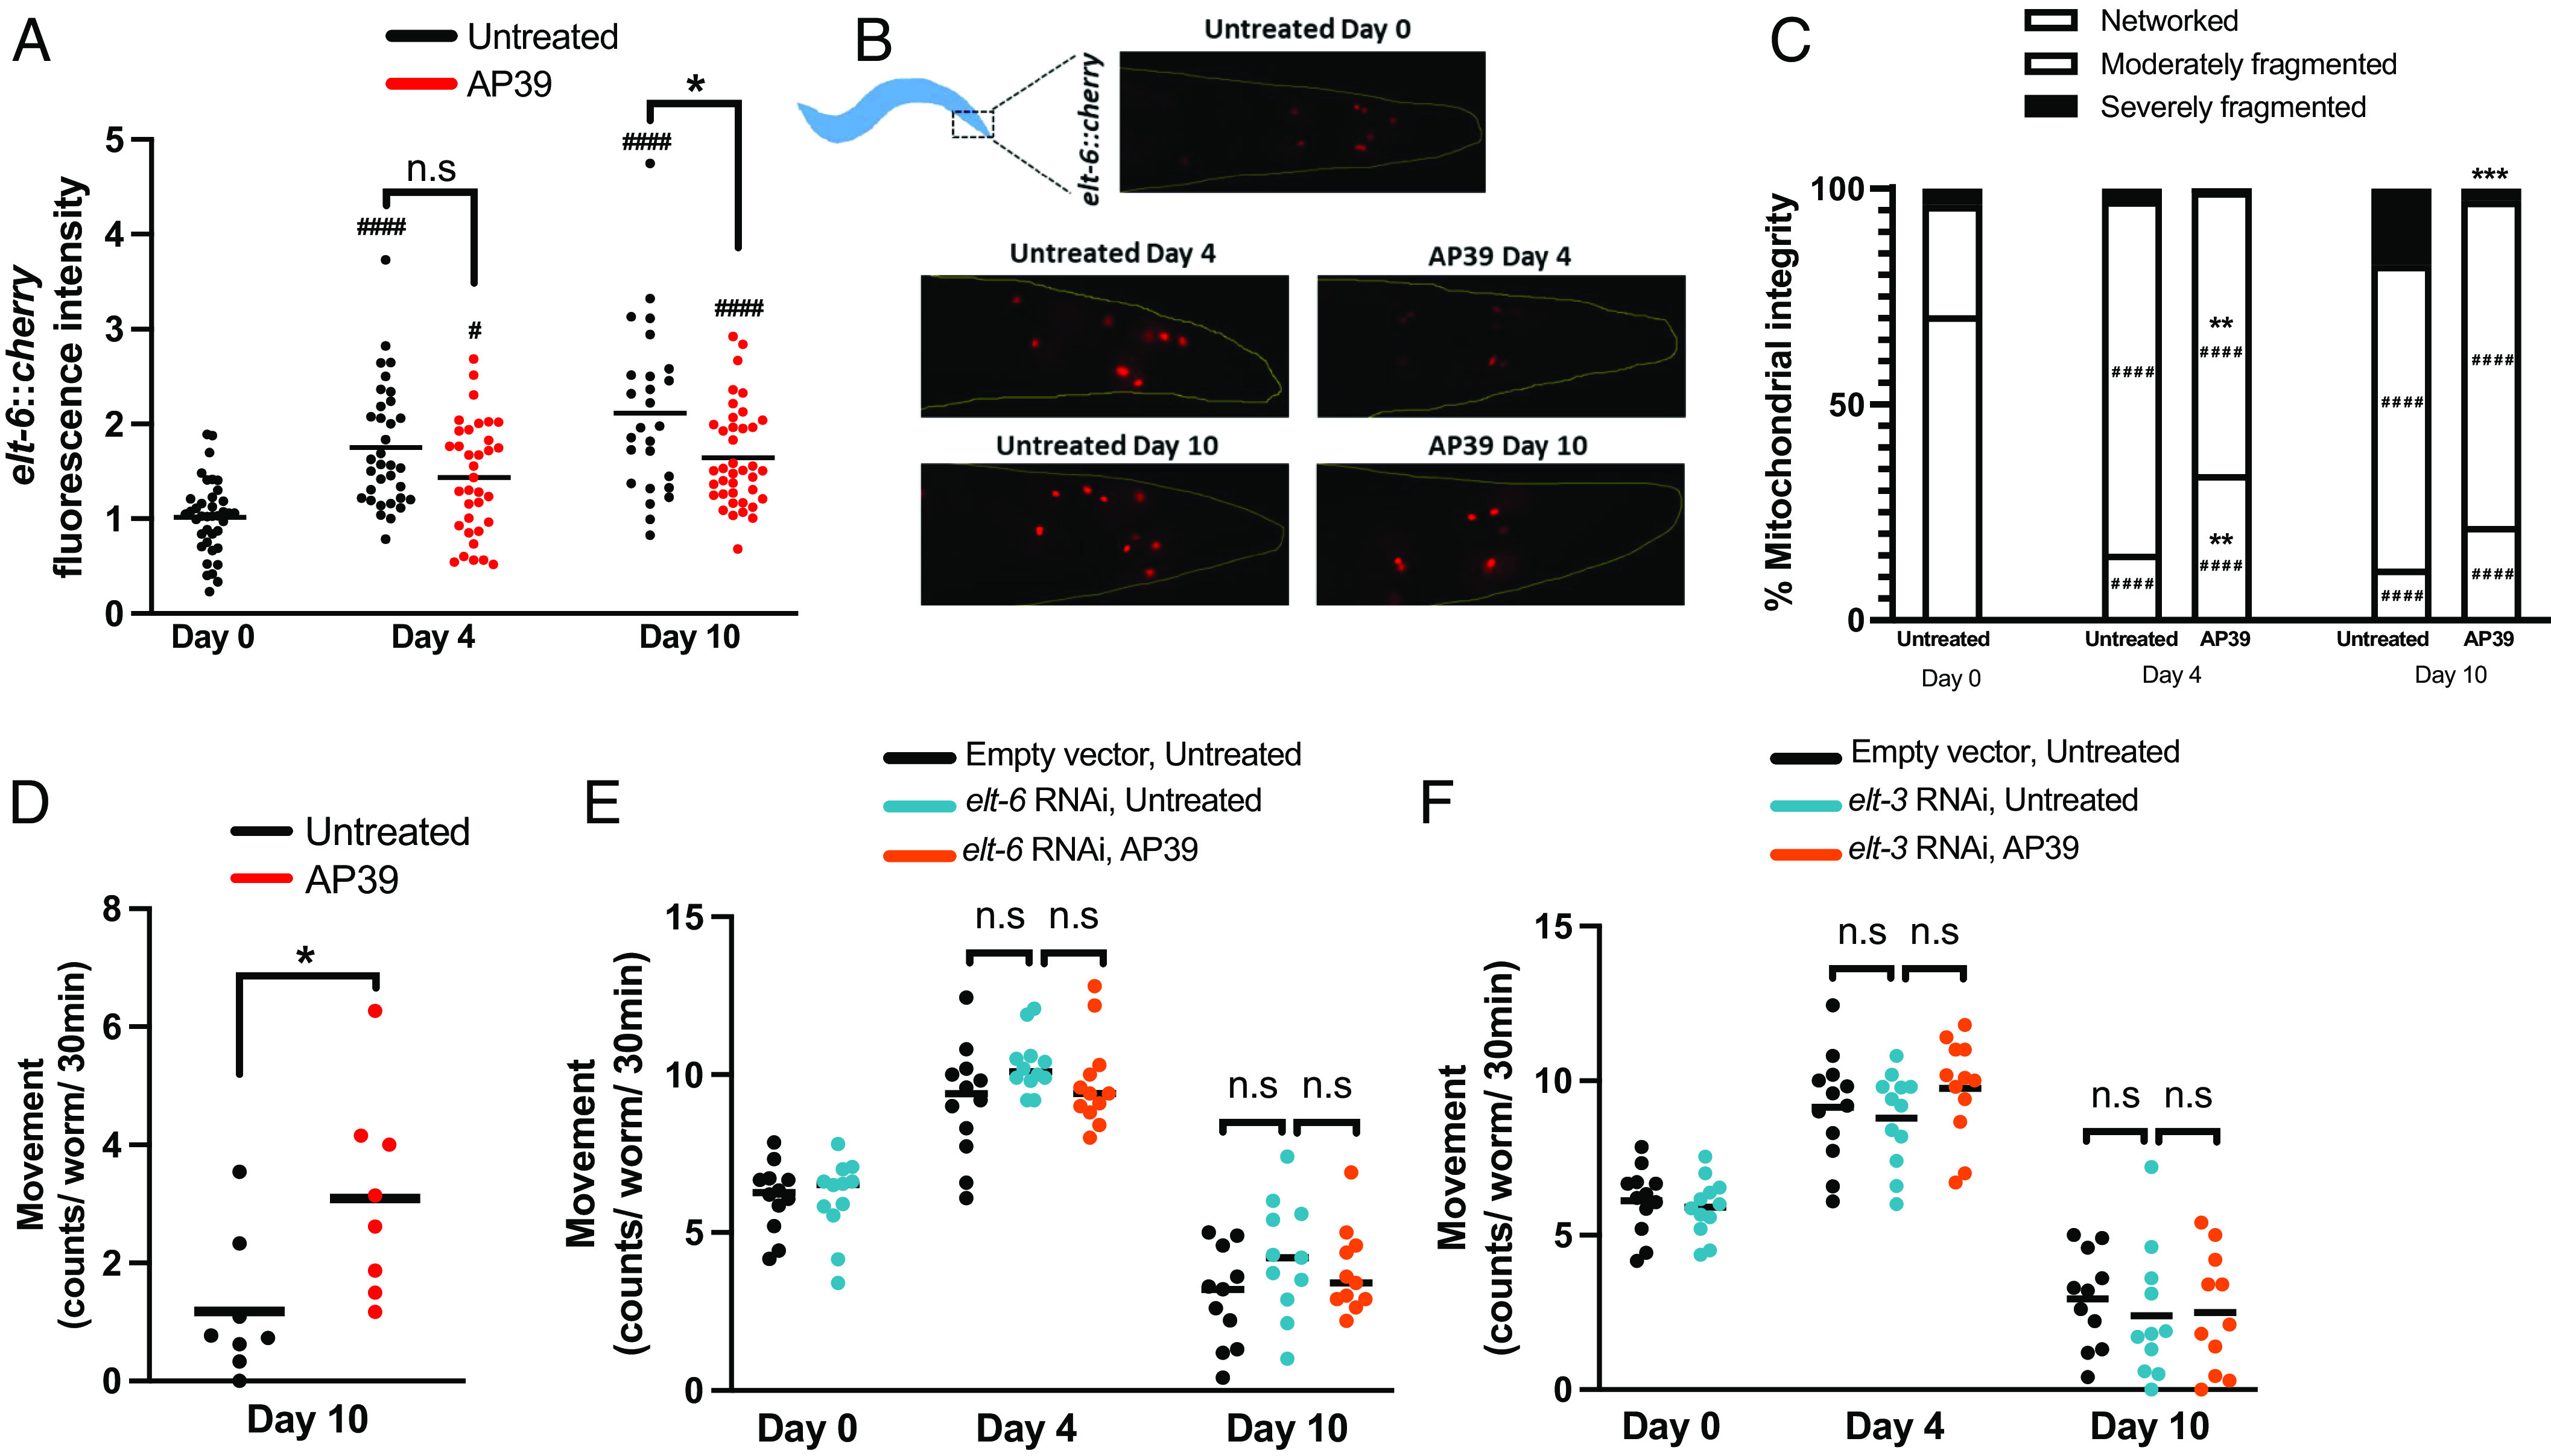 A
Untreated
AP39
elt-6::cherry
fluorescence intensity
5
4
3
2
1
0
n.s
*
####
#
####
####
Day 0
Day 4
Day 10
B
Untreated Day 0
elt-6::cherry
Untreated Day 4
AP39 Day 4
Untreated Day 10
AP39 Day 10
C
Networked
Moderately fragmented
Severely fragmented
% Mitochondrial integrity
100
50
0
***
####
####
**
####
**
####
####
####
####
####
Untreated
Untreated
AP39
Untreated
AP39
Day 0
Day 4
Day 10
D
Untreated
AP39
Movement
(counts/ worm/ 30min)
8
6
4
2
0
*
Day 10
E
Empty vector, Untreated
elt-6 RNAi, Untreated
elt-6 RNAi, AP39
Movement
(counts/ worm/ 30min)
15
10
5
0
n.s n.s
n.s n.s
Day 0
Day 4
Day 10
F
Empty vector, Untreated
elt-3 RNAi, Untreated
elt-3 RNAi, AP39
Movement
(counts/ worm/ 30min)
15
10
5
0
n.s n.s
n.s n.s
Day 0
Day 4
Day 10